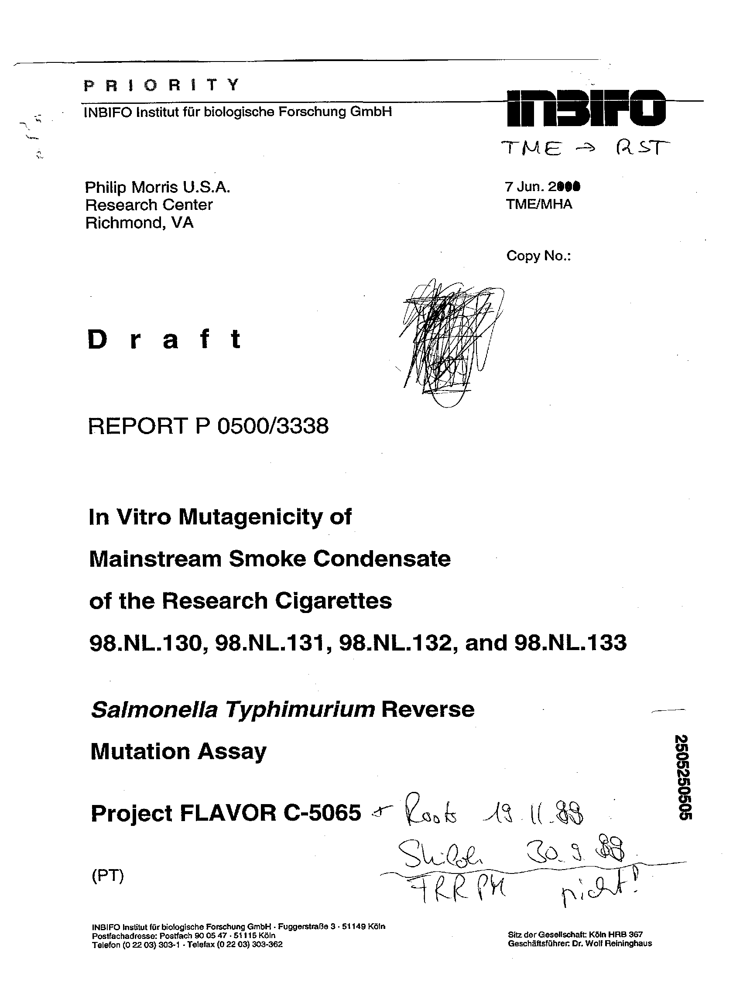 PRIORITY
INBIFO Institut für biologische Forschung GmbH
INBIFO
TME → RST
Philip Morris U.S.A.
Research Center
Richmond, VA
7 Jun. 2000
TME/MHA
Copy No.:
Draft
REPORT P 0500/3338
In Vitro Mutagenicity of
Mainstream Smoke Condensate
of the Research Cigarettes
98.NL.130, 98.NL.131, 98.NL.132, and 98.NL.133
Salmonella Typhimurium Reverse
Mutation Assay
Project FLAVOR C-5065
Roots 19.11.99
30.9.99
(PT)
FRR PM nicht!
2505250505
INBIFO Institut für biologische Forschung GmbH · Fuggerstraße 3 · 51149 Köln
Postfachadresse: Postfach 90 05 47 · 51115 Köln
Telefon (0 22 03) 303-1 · Telefax (0 22 03) 303-362
Sitz der Gesellschaft: Köln HRB 367
Geschäftsführer: Dr. Wolf Reininghaus